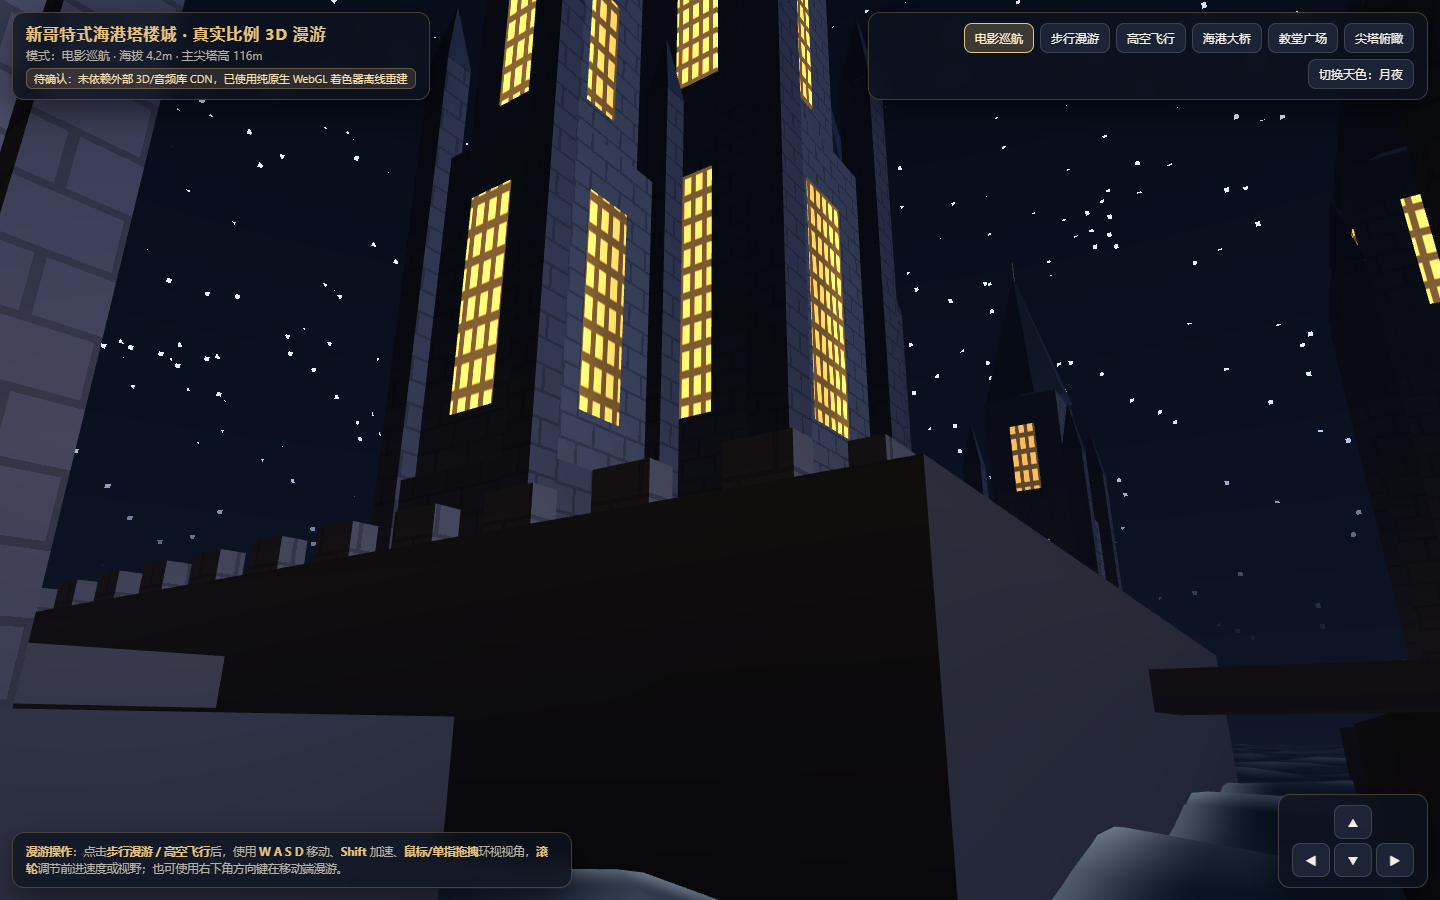 新哥特式海港塔楼城 · 真实比例 3D 漫游
模式：电影巡航 · 海拔 4.2m · 主尖塔高 116m
待确认：未依赖外部 3D/音频库 CDN，已使用纯原生 WebGL 着色器离线重建
电影巡航 步行漫游 高空飞行 海港大桥 教堂广场 尖塔俯瞰
切换天色：月夜
漫游操作：点击步行漫游 / 高空飞行后，使用 W A S D 移动、Shift 加速、鼠标/单指拖拽环视视角，滚
轮调节前进速度或视野；也可使用右下角方向键在移动端漫游。
▲
◀ ▼ ▶